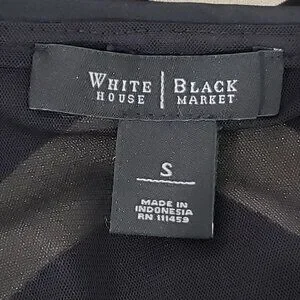 WHITE | BLACK
HOUSE | MARKET
S
MADE IN
INDONESIA
RN 111459